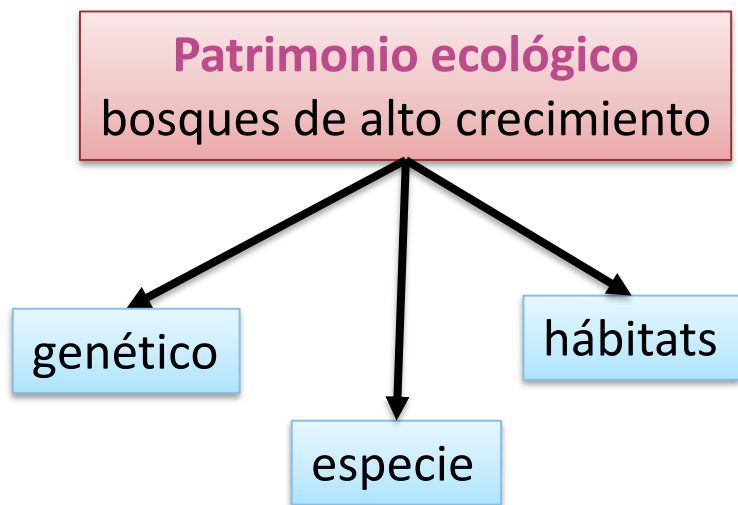 Patrimonio ecológico
bosques de alto crecimiento
genético
hábitats
especie